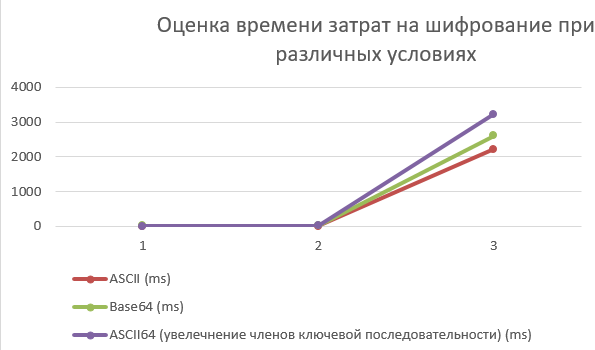 Оценка времени затрат на шифрование при
различных условиях
4000
3000
2000
1000
0
1 2 3
ASCII (ms)
Base64 (ms)
ASCII64 (увелечнение членов ключевой последовательности) (ms)